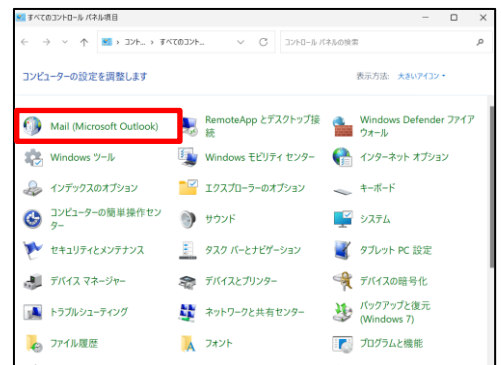 すべてのコントロール パネル項目
コント... › すべてのコント...
コントロール パネルの検索
コンピューターの設定を調整します
表示方法: 大きいアイコン
Mail (Microsoft Outlook)
RemoteApp とデスクトップ接
続
Windows Defender ファイア
ウォール
Windows ツール
Windows モビリティ センター
インターネット オプション
インデックスのオプション
エクスプローラーのオプション
キーボード
コンピューターの簡単操作セン
ター
サウンド
システム
セキュリティとメンテナンス
タスク バーとナビゲーション
タブレット PC 設定
デバイス マネージャー
デバイスとプリンター
デバイスの暗号化
トラブルシューティング
ネットワークと共有センター
バックアップと復元
(Windows 7)
ファイル履歴
フォント
プログラムと機能